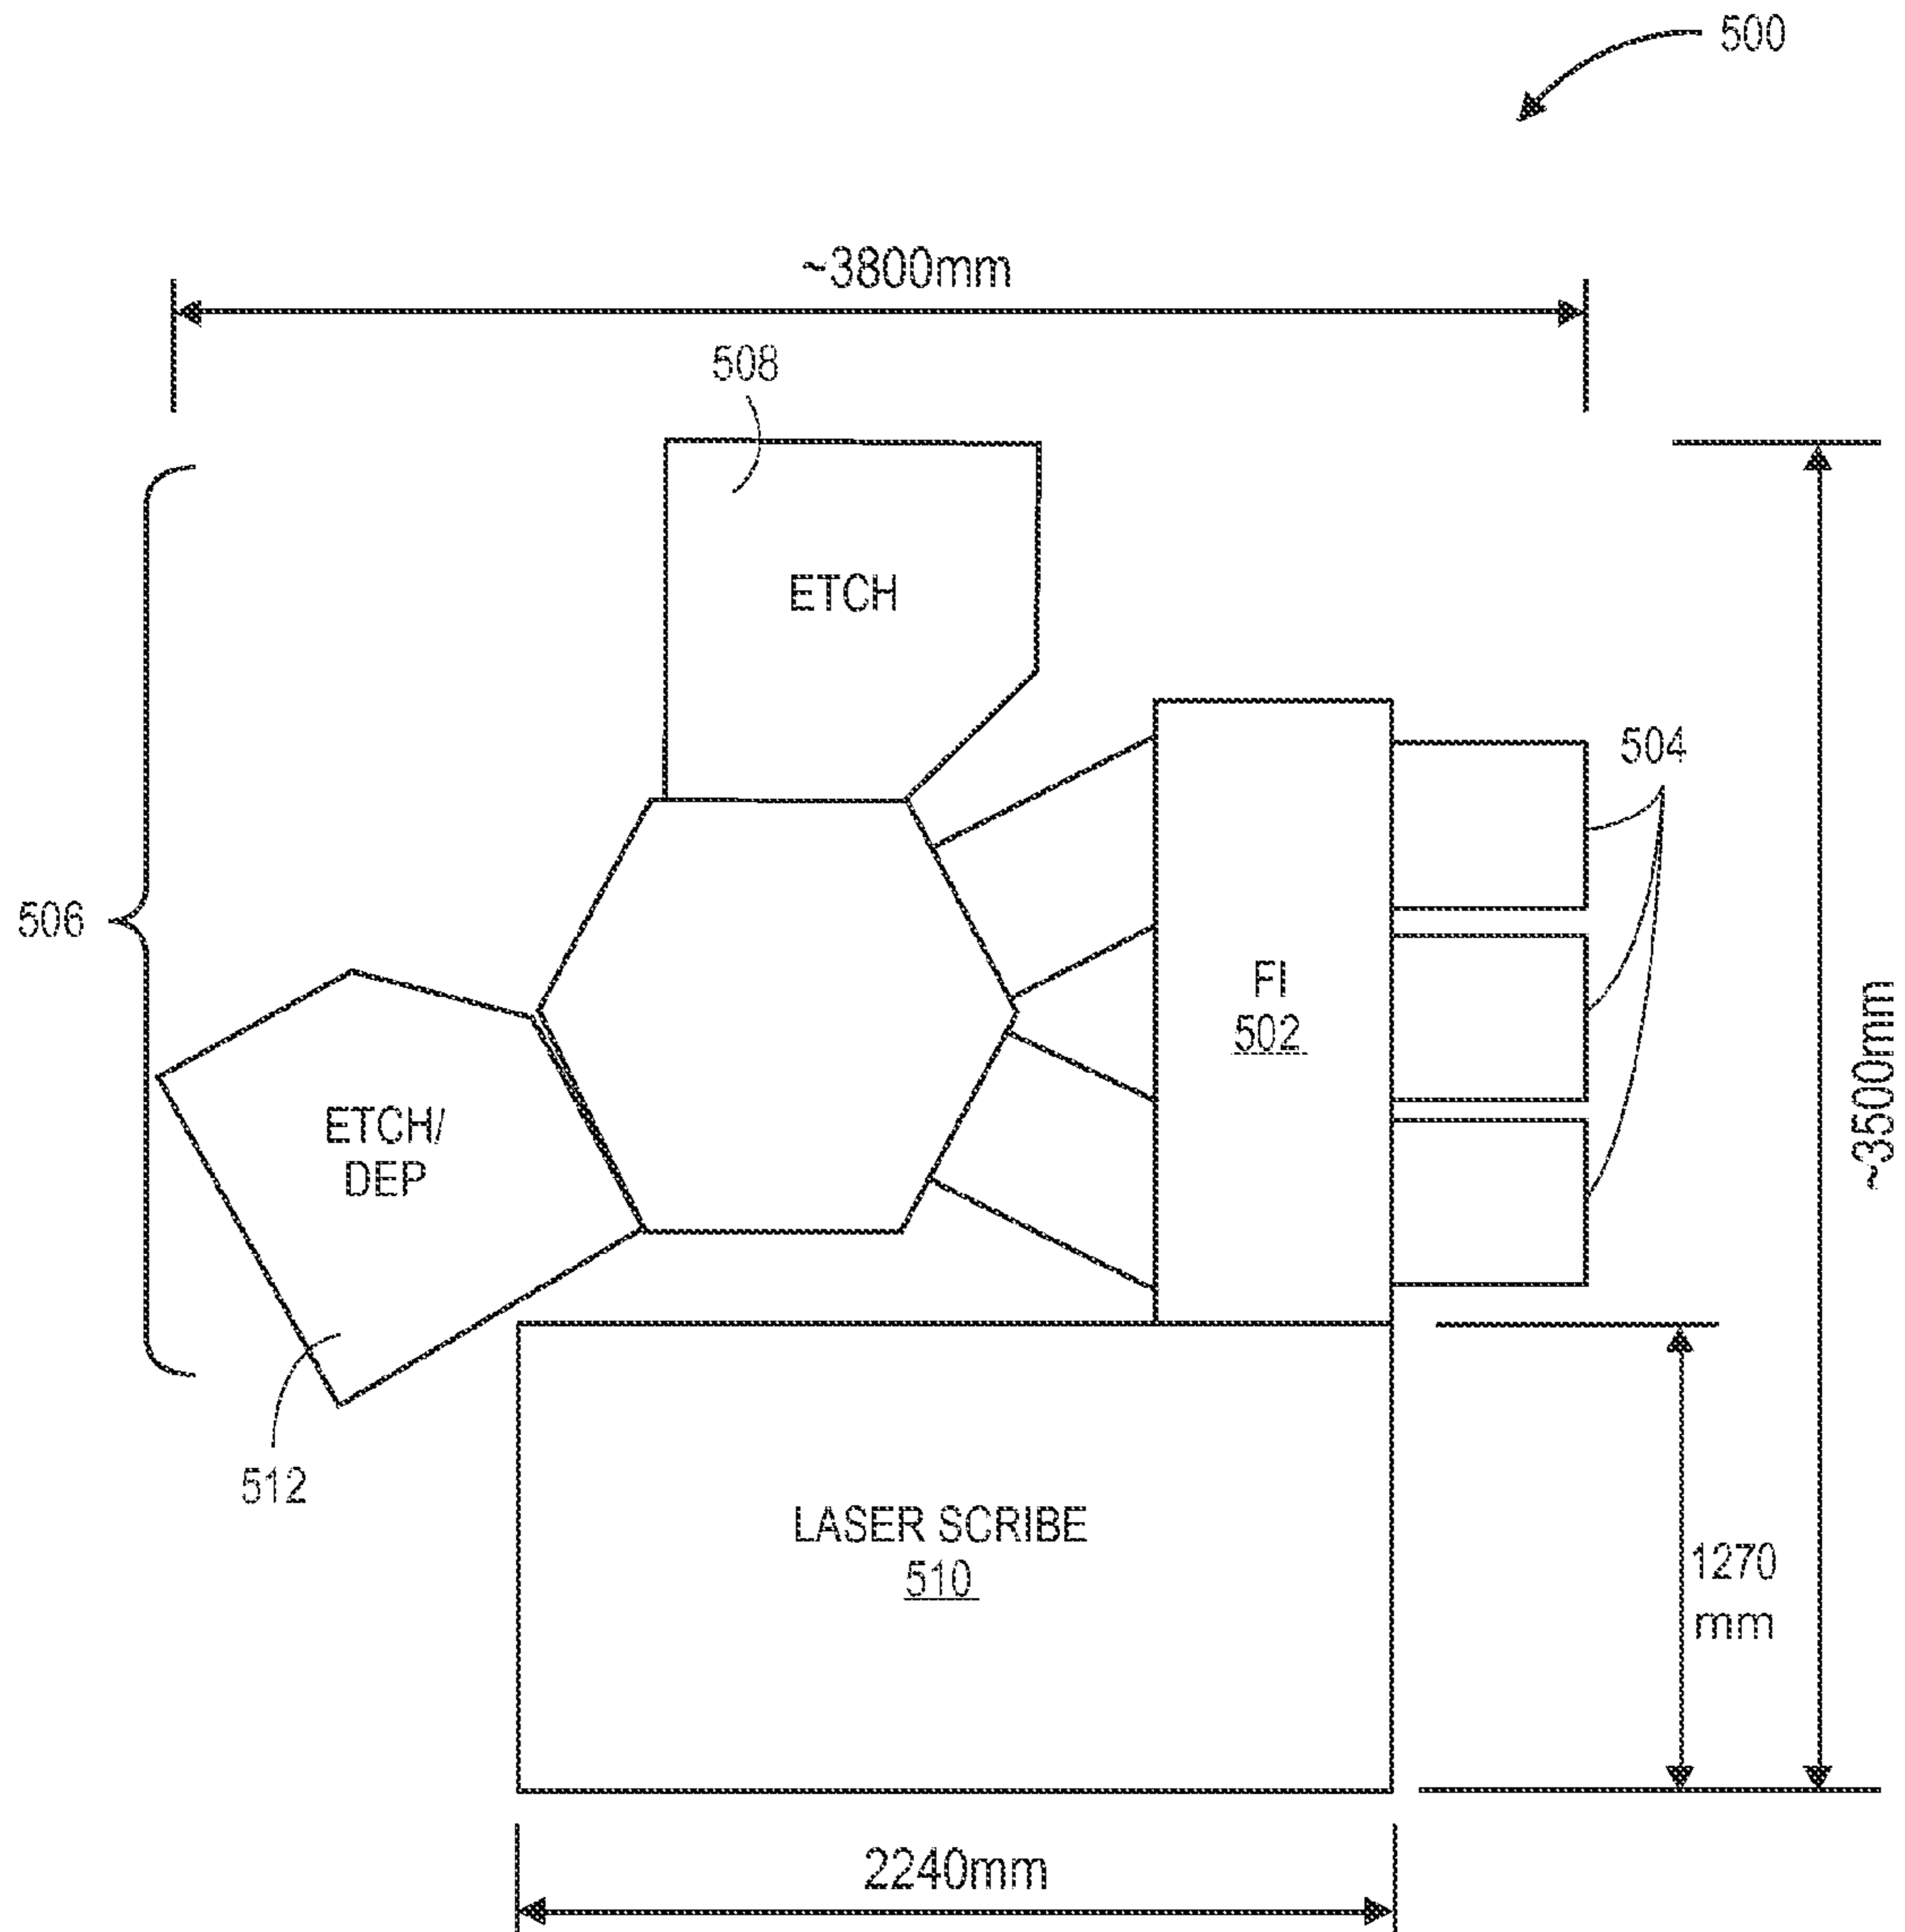 500
~3800mm
508
ETCH
504
506
FI
502
~3500mm
ETCH/
DEP
512
LASER SCRIBE
510
1270
mm
2240mm